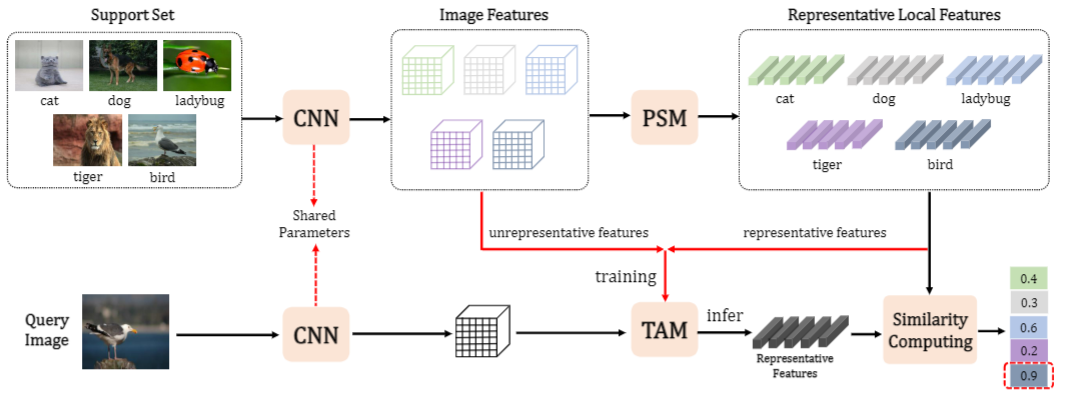 Support Set
Image Features
Representative Local Features
cat
dog
ladybug
tiger
bird
CNN
PSM
cat
dog
ladybug
tiger
bird
Shared
Parameters
unrepresentative features
representative features
training
Query
Image
CNN
TAM
infer
Representative
Features
Similarity
Computing
0.4
0.3
0.6
0.2
0.9